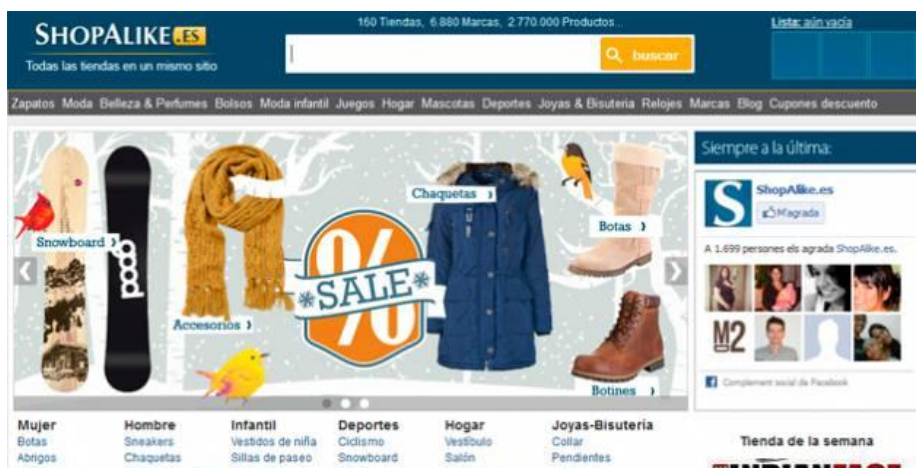 SHOPALIKE.ES
Todas las tiendas en un mismo sitio
160 Tiendas, 6.880 Marcas, 2.770.000 Productos...
buscar
Lista: aún vacía
Zapatos Moda Belleza & Perfumes Bolsos Moda infantil Juegos Hogar Mascotas Deportes Joyas & Bisuteria Relojes Marcas Blog Cupones descuento
Snowboard
Accesorios
% SALE
Chaquetas
Botas
Botines
Siempre a la última:
S
ShopAlike.es
M'agrada
A 1.699 persones els agrada ShopAlike.es.
M2
Complement social de Facebook
Mujer Hombre Infantil Deportes Hogar Joyas-Bisutería
Botas Sneakers Vestidos de niña Ciclismo Vestíbulo Collar
Abrigos Chaquetas Sillas de paseo Snowboard Salón Pendientes
Tienda de la semana